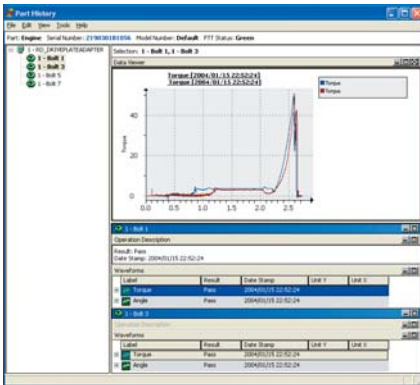 Part History
File Edit View Tools Help
Part: Engine Serial Number: Model Number: Default FTT Status: Green
1 - Bolt 1
1 - Bolt 3
1 - Bolt 5
1 - Bolt 7
Selection: 1 - Bolt 1, 1 - Bolt 3
Data Viewer
Torque [2004/01/15 22:52:24]
Torque [2004/01/15 22:52:24]
Torque
Torque
Torque
40
20
0
0.0 0.5 1.0 1.5 2.0 2.5
1 - Bolt 1
Operation Description
Result: Pass
Date Stamp: 2004/01/15 22:52:24
Waveforms
Label Result Date Stamp Unit Y Unit X
Torque Pass 2004/01/15 22:52:24
Angle Pass 2004/01/15 22:52:24
1 - Bolt 3
Operation Description
Waveforms
Label Result Date Stamp Unit Y Unit X
Torque Pass 2004/01/15 22:52:24
Angle Pass 2004/01/15 22:52:24